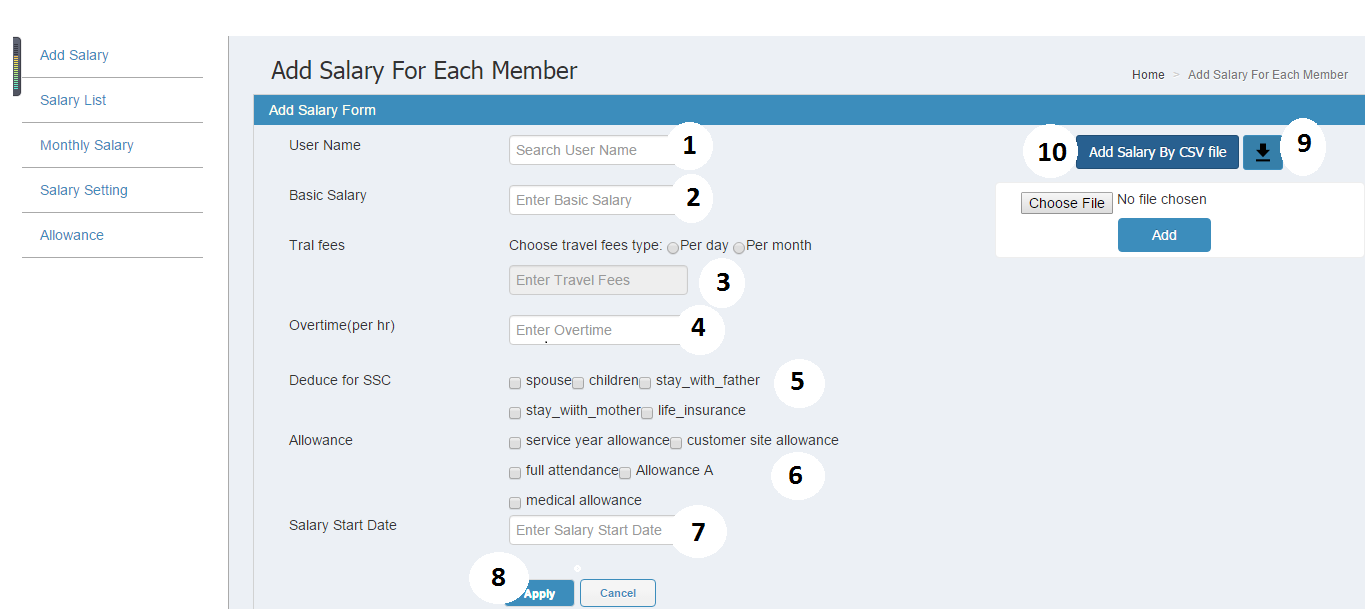 Add Salary
Salary List
Monthly Salary
Salary Setting
Allowance
Add Salary For Each Member
Home > Add Salary For Each Member
Add Salary Form
User Name
Search User Name
1
10
Add Salary By CSV file
9
Basic Salary
Enter Basic Salary
2
Choose File No file chosen
Add
Tral fees
Choose travel fees type: Per day Per month
Enter Travel Fees
3
Overtime(per hr)
Enter Overtime
4
Deduce for SSC
spouse children stay_with_father
5
stay_wiith_mother life_insurance
Allowance
service year allowance customer site allowance
full attendance Allowance A
6
medical allowance
Salary Start Date
Enter Salary Start Date
7
8
Apply
Cancel